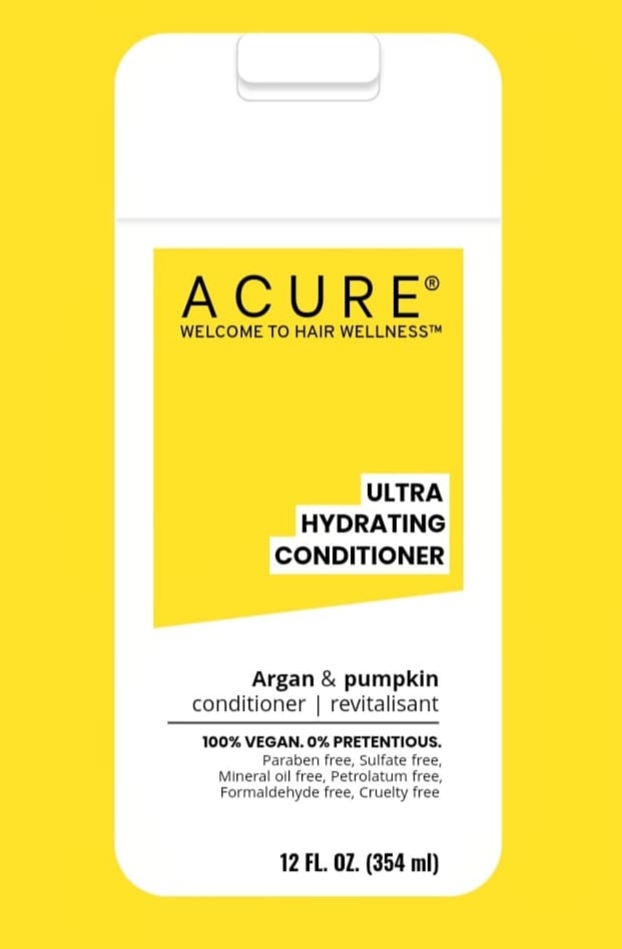 ACURE®
WELCOME TO HAIR WELLNESS™
ULTRA
HYDRATING
CONDITIONER
Argan & pumpkin
conditioner | revitalisant
100% VEGAN. 0% PRETENTIOUS.
Paraben free, Sulfate free,
Mineral oil free, Petrolatum free,
Formaldehyde free, Cruelty free
12 FL. OZ. (354 ml)